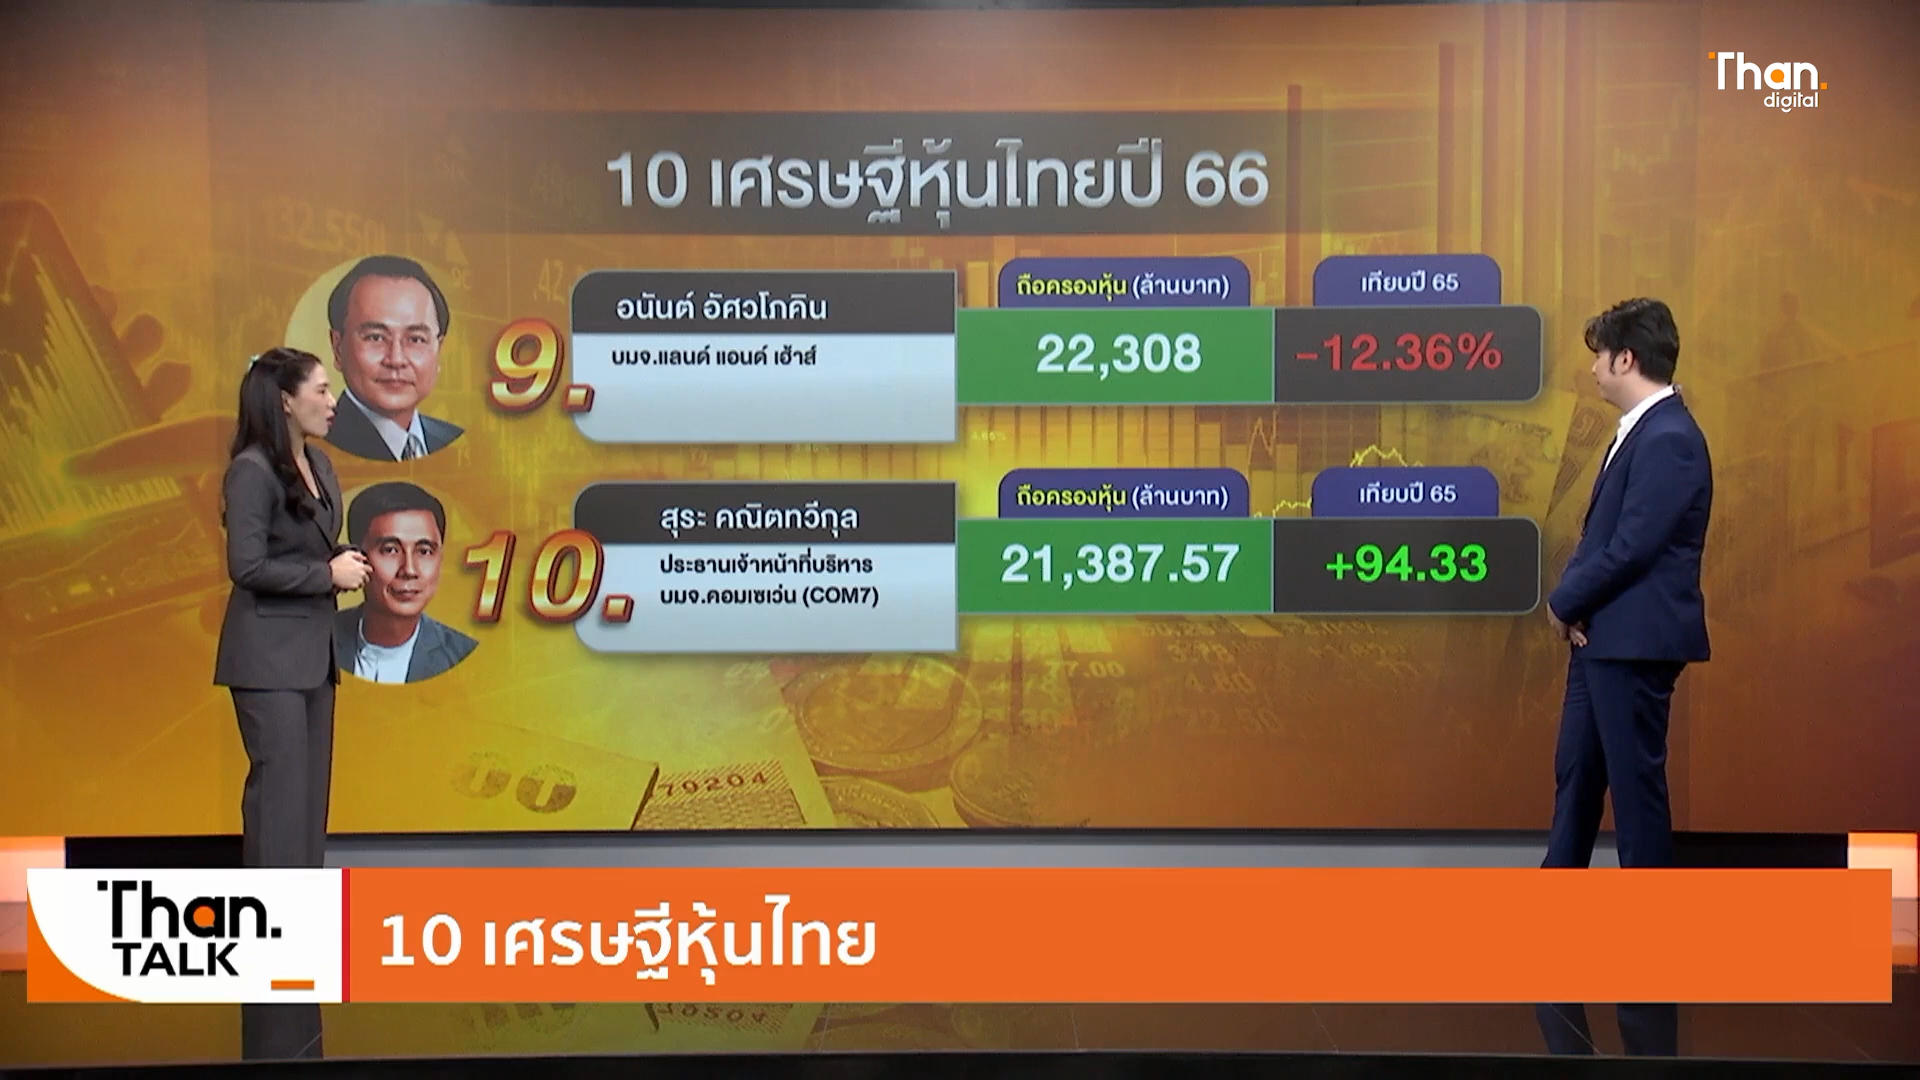 Than.
digital
10 เศรษฐีหุ้นไทยปี 66
อนันต์ อัศวโภคิน
ถือครองหุ้น (ล้านบาท)
เทียบปี 65
9.
บมจ.แลนด์ แอนด์ เฮ้าส์
22,308
-12.36%
สุระ คณิตทวีกุล
ถือครองหุ้น (ล้านบาท)
เทียบปี 65
10.
ประธานเจ้าหน้าที่บริหาร
บมจ.คอมเซเว่น (COM7)
21,387.57
+94.33
79204
Than.
TALK
10 เศรษฐีหุ้นไทย